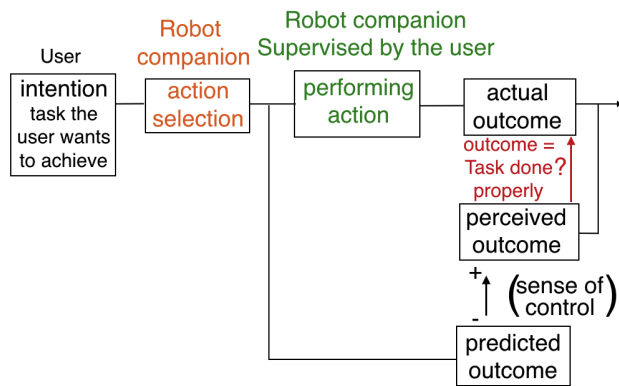 User
intention
task the
user wants
to achieve
Robot
companion
action
selection
Robot companion
Supervised by the user
performing
action
actual
outcome
outcome =
Task done?
properly
perceived
outcome
+
-
(sense of
control)
predicted
outcome